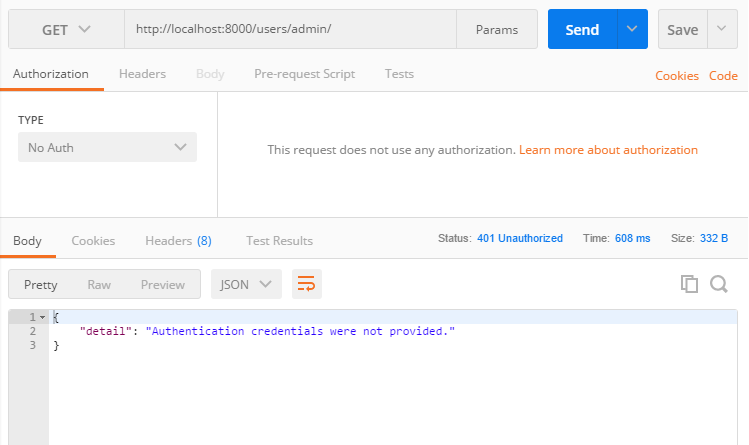 GET http://localhost:8000/users/admin/ Params Send Save
Authorization Headers Body Pre-request Script Tests Cookies Code
TYPE
No Auth
This request does not use any authorization. Learn more about authorization
Body Cookies Headers (8) Test Results Status: 401 Unauthorized Time: 608 ms Size: 332 B
Pretty Raw Preview JSON
1 {
2 "detail": "Authentication credentials were not provided."
3 }